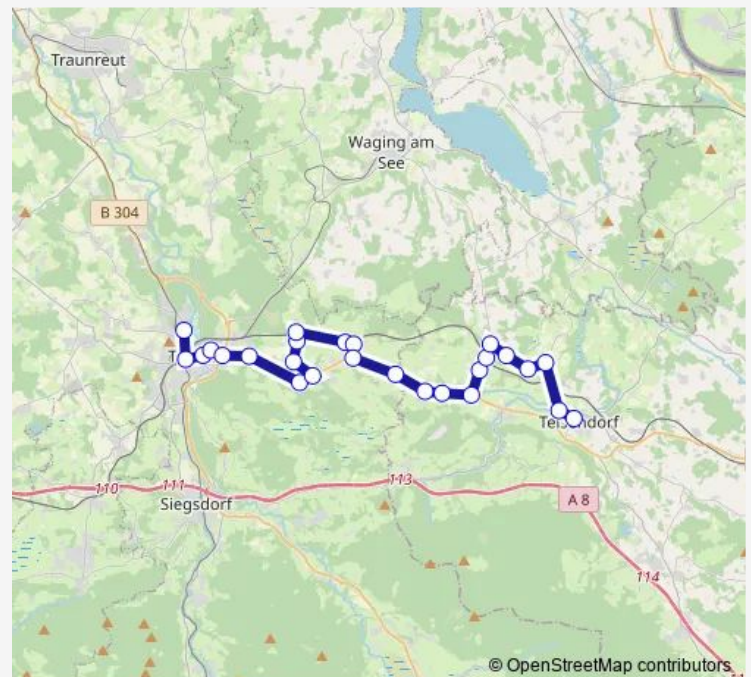 Traunreut
Waging am
See
B 304
110
111
113
Siegsdorf
A 8
114
© OpenStreetMap contributors